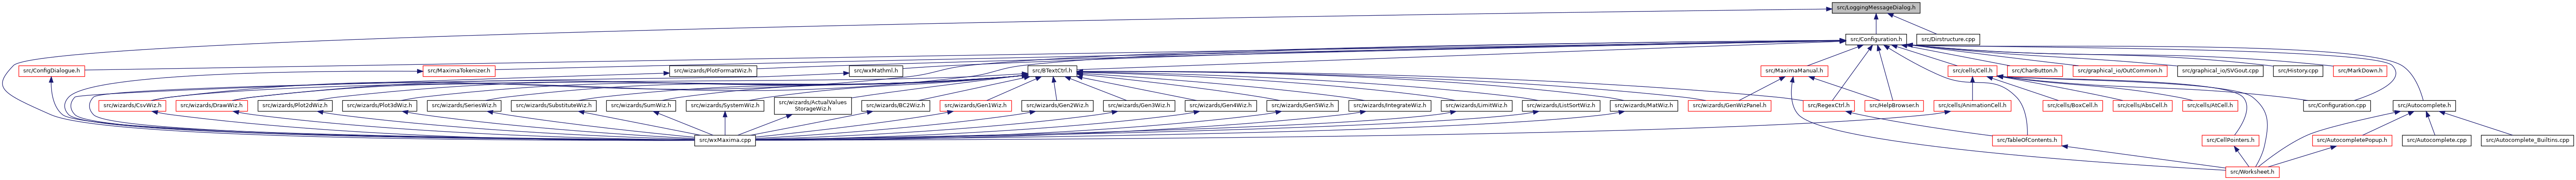 src/LoggingMessageDialog.h
src/Configuration.h
src/Dirstructure.cpp
src/ConfigDialogue.h
src/MaximaTokenizer.h
src/wizards/PlotFormatWiz.h
src/wxMathml.h
src/BTextCtrl.h
src/MaximaManual.h
src/cells/Cell.h
src/CharButton.h
src/graphical_io/OutCommon.h
src/graphical_io/SVGout.cpp
src/History.cpp
src/MarkDown.h
src/wizards/CsvWiz.h
src/wizards/DrawWiz.h
src/wizards/Plot2dWiz.h
src/wizards/Plot3dWiz.h
src/wizards/SeriesWiz.h
src/wizards/SubstituteWiz.h
src/wizards/SumWiz.h
src/wizards/SystemWiz.h
src/wizards/ActualValues
StorageWiz.h
src/wizards/BC2Wiz.h
src/wizards/Gen1Wiz.h
src/wizards/Gen2Wiz.h
src/wizards/Gen3Wiz.h
src/wizards/Gen4Wiz.h
src/wizards/Gen5Wiz.h
src/wizards/IntegrateWiz.h
src/wizards/LimitWiz.h
src/wizards/ListSortWiz.h
src/wizards/MatWiz.h
src/wizards/GenWizPanel.h
src/RegexCtrl.h
src/HelpBrowser.h
src/cells/AnimationCell.h
src/cells/BoxCell.h
src/cells/AbsCell.h
src/cells/AtCell.h
src/Configuration.cpp
src/Autocomplete.h
src/wxMaxima.cpp
src/TableOfContents.h
src/CellPointers.h
src/AutocompletePopup.h
src/Autocomplete.cpp
src/Autocomplete_Builtins.cpp
src/Worksheet.h